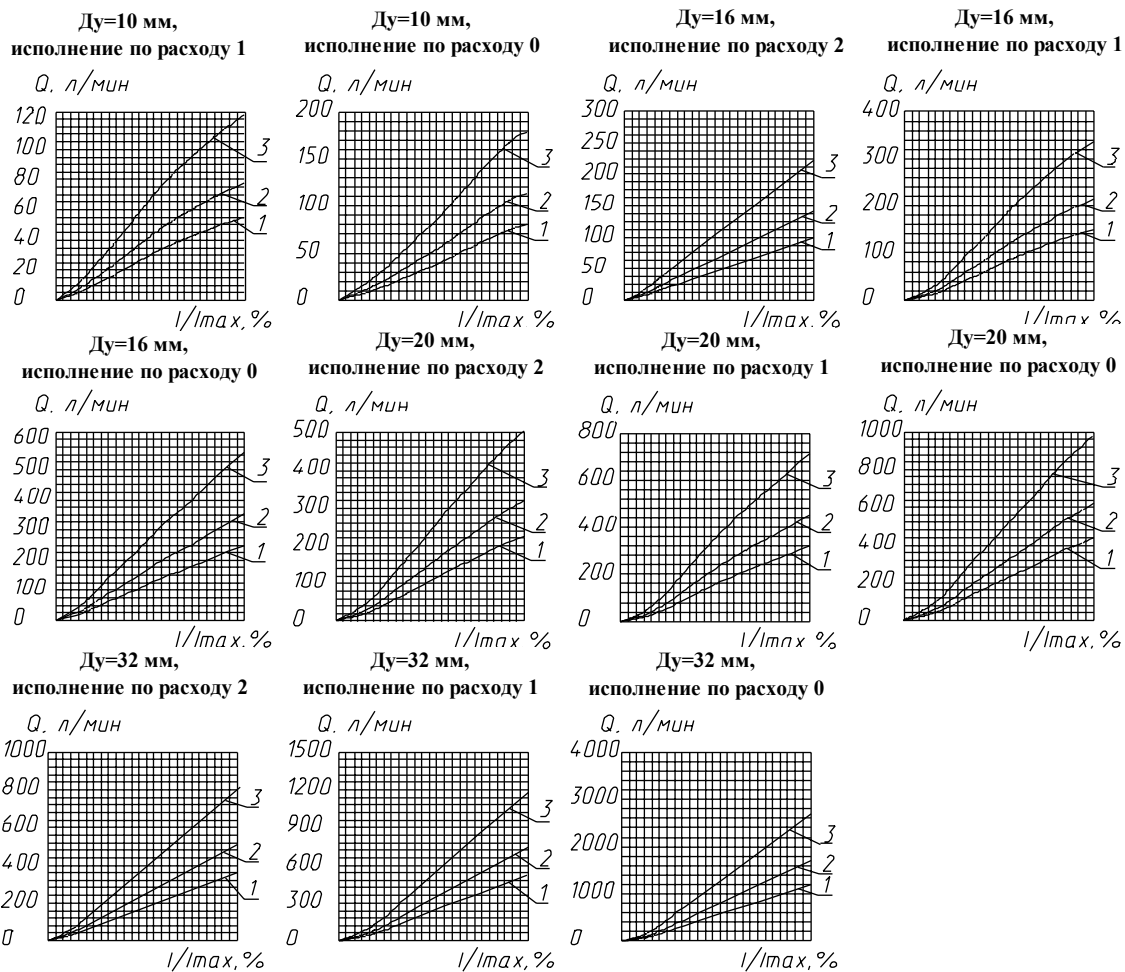 Ду=10 мм,
исполнение по расходу 1
Q, л/мин
120
100
80
60
40
20
0
3
2
1
I/Imax,%
Ду=10 мм,
исполнение по расходу 0
Q, л/мин
200
150
100
50
0
3
2
1
I/Imax,%
Ду=16 мм,
исполнение по расходу 2
Q, л/мин
300
250
200
150
100
50
0
3
2
1
I/Imax.%
Ду=16 мм,
исполнение по расходу 1
Q, л/мин
400
300
200
100
0
3
2
1
I/Imax,%
Ду=16 мм,
исполнение по расходу 0
Q, л/мин
600
500
400
300
200
100
0
3
2
1
I/Imax.%
Ду=20 мм,
исполнение по расходу 2
Q, л/мин
500
400
300
200
100
0
3
2
1
I/Imax.%
Ду=20 мм,
исполнение по расходу 1
Q, л/мин
800
600
400
200
0
3
2
1
I/Imax.%
Ду=20 мм,
исполнение по расходу 0
Q, л/мин
1000
800
600
400
200
0
3
2
1
I/Imax,%
Ду=32 мм,
исполнение по расходу 2
Q, л/мин
1000
800
600
400
200
0
3
2
1
I/Imax,%
Ду=32 мм,
исполнение по расходу 1
Q, л/мин
1500
1200
900
600
300
0
3
2
1
I/Imax,%
Ду=32 мм,
исполнение по расходу 0
Q, л/мин
4000
3000
2000
1000
0
3
2
1
I/Imax,%